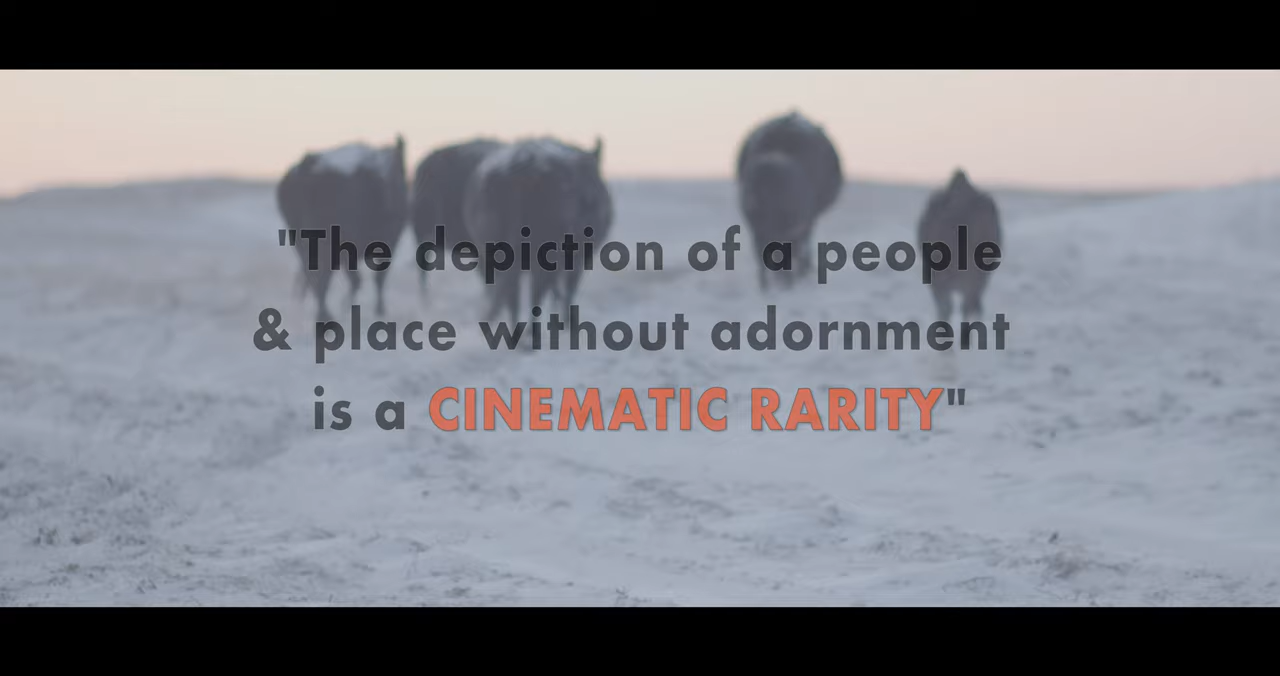 "The depiction of a people
& place without adornment
is a CINEMATIC RARITY"